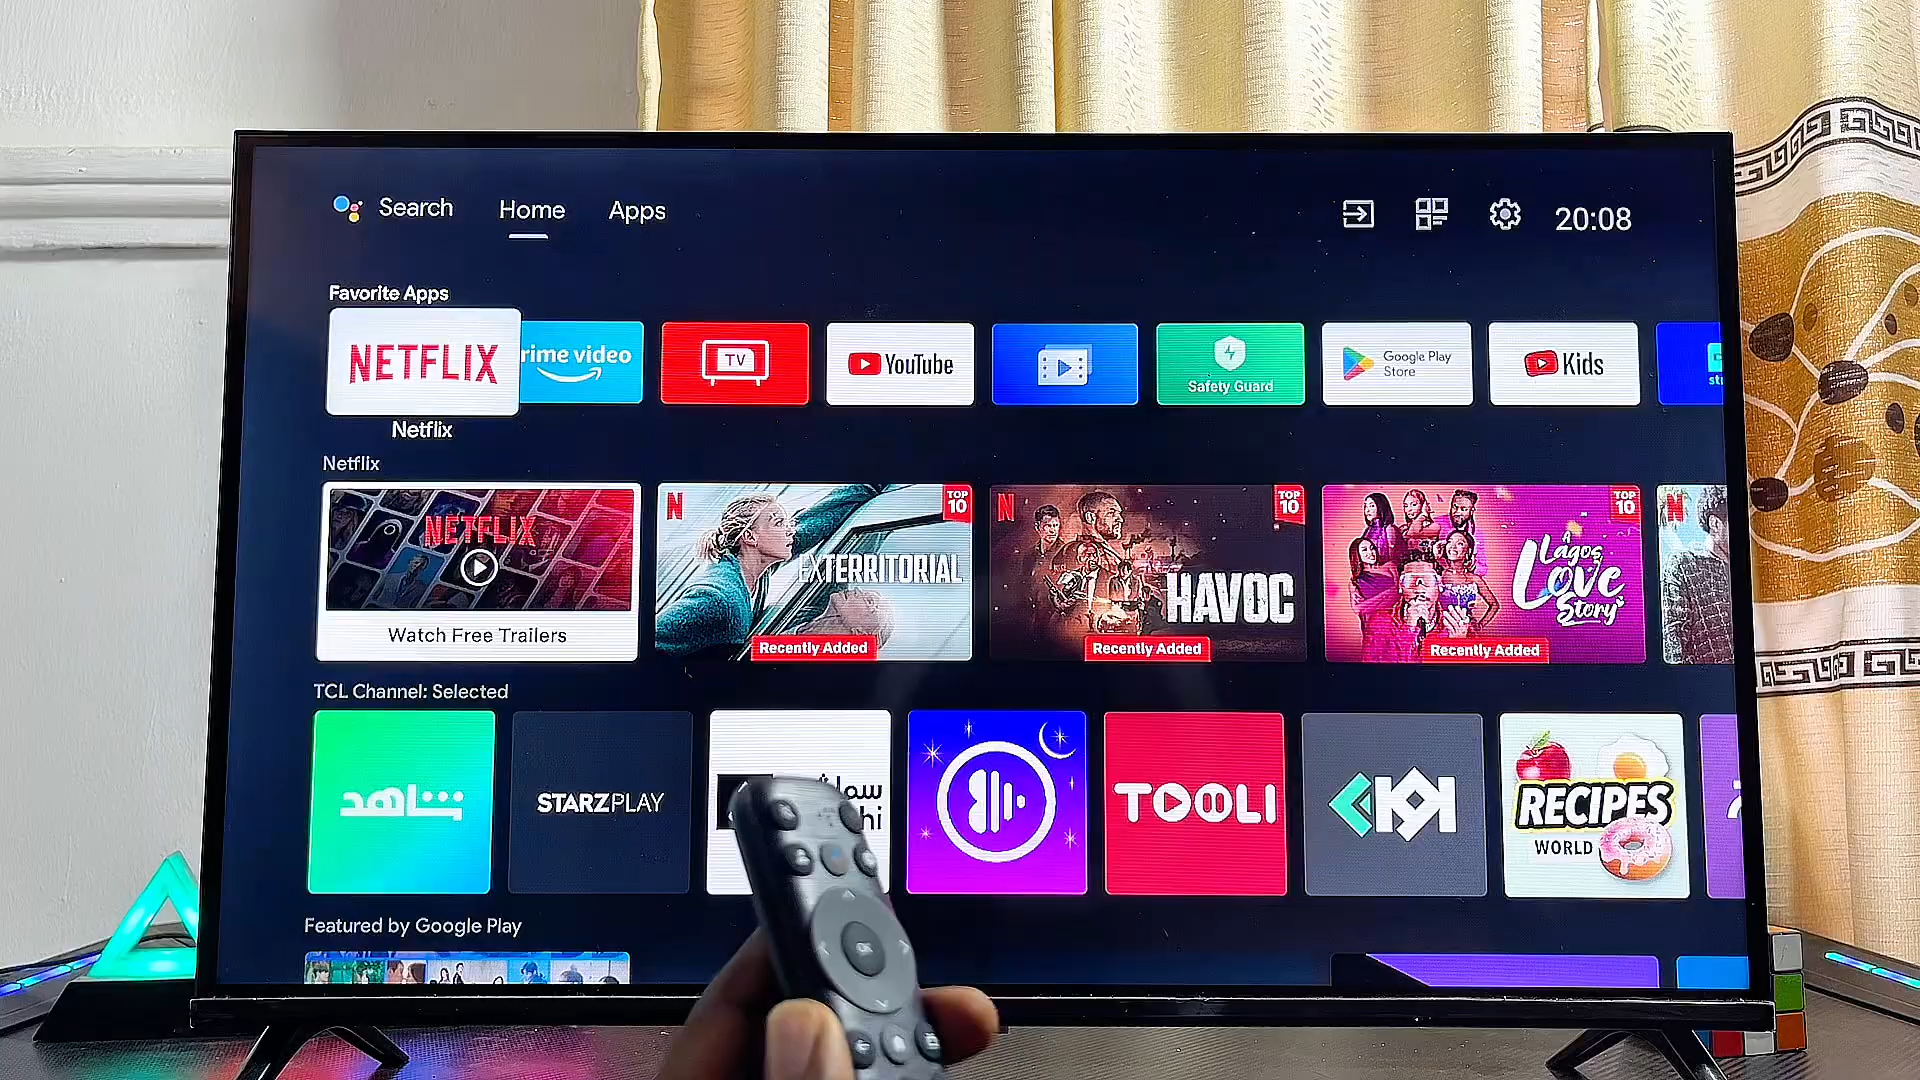 Search
Home
Apps
20:08
Favorite Apps
NETFLIX
rime video
TV
YouTube
Safety Guard
Google Play
Store
Kids
Netflix
Netflix
NETFLIX
Watch Free Trailers
N
EXTERRITORIAL
TOP
10
Recently Added
N
HAVOC
TOP
10
Recently Added
A
Lagos
Love
Story
TOP
10
Recently Added
N
TCL Channel: Selected
شاهد
STARZPLAY
hi
TOOLI
RECIPES
WORLD
Featured by Google Play
OK